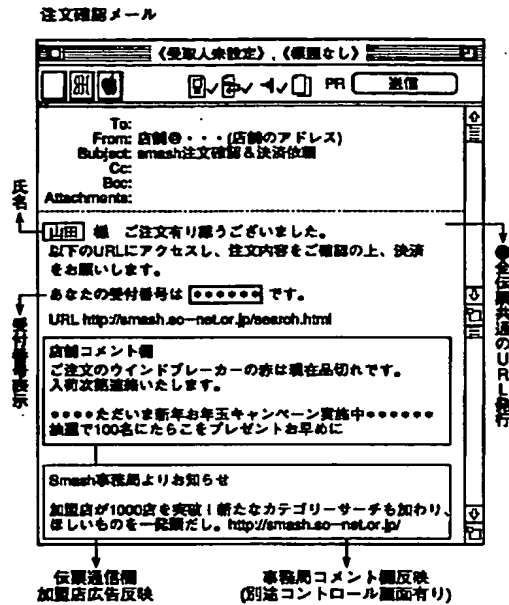 注文確認メール
《受取人未設定》，《標題なし》
PR 送信
To:
From: 店舗@・・・(店舗のアドレス)
Subject: smash注文確認＆決済依頼
Cc:
Bcc:
Attachments:
氏名
山田 様 ご注文有り難うございました。
以下のURLにアクセスし、注文内容をご確認の上、決済
をお願いします。
あなたの受付番号は ****** です。
URL http://smash.so-net.or.jp/search.html
受付番号表示
全伝票共通のURL発行
店舗コメント欄
ご注文のウインドブレーカーの赤は現在品切れです。
入荷次第連絡いたします。
****ただいま新年お年玉キャンペーン実施中******
抽選で100名にたらこをプレゼントお早めに
Smash事務局よりお知らせ
加盟店が1000店を突破！新たなカテゴリーサーチも加わり、
ほしいものを一発願だし。http://smash.so-net.or.jp/
伝票通信欄
加盟店広告反映
事務局コメント欄反映
(別途コントロール画面有り)